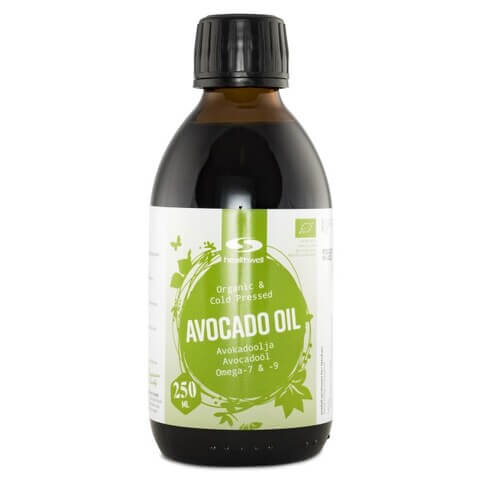 healthwell
Organic &
Cold Pressed
AVOCADO OIL
Avokadoolja
Avocadoöl
Omega-7 & -9
250
ML